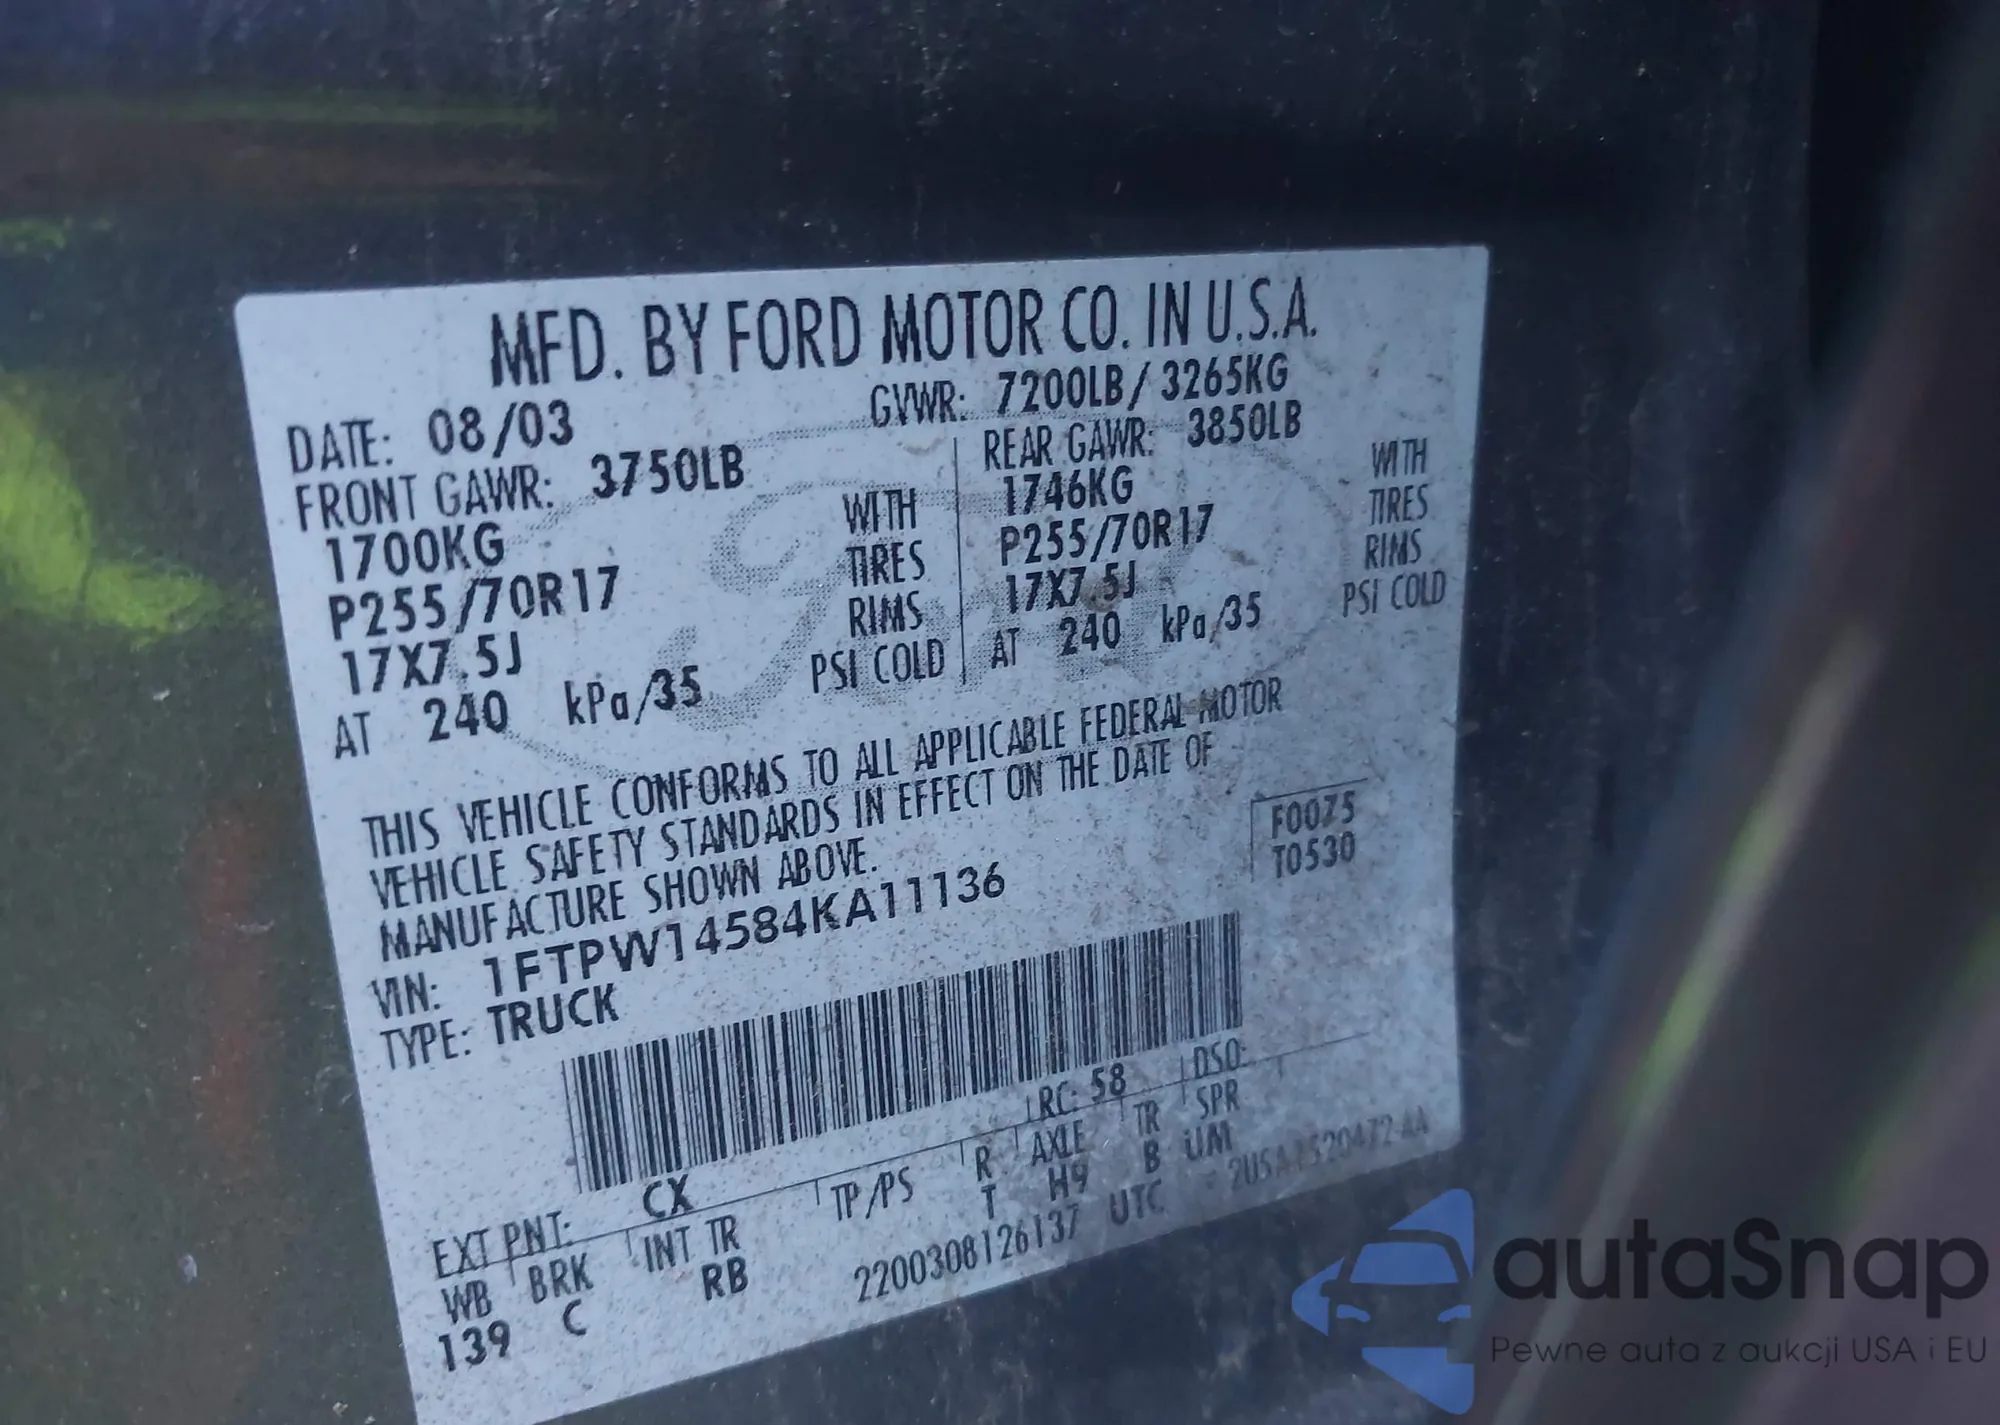 MFD. BY FORD MOTOR CO. IN U.S.A.
DATE: 08/03 GVWR: 7200LB/3265KG
FRONT GAWR: 3750LB REAR GAWR: 3850LB
1700KG WITH 1746KG WITH
P255/70R17 TIRES P255/70R17 TIRES
17X7.5J RIMS 17X7.5J RIMS
AT 240 kPa/35 PSI COLD AT 240 kPa/35 PSI COLD
THIS VEHICLE CONFORMS TO ALL APPLICABLE FEDERAL MOTOR
VEHICLE SAFETY STANDARDS IN EFFECT ON THE DATE OF
MANUFACTURE SHOWN ABOVE.
F0075
T0530
VIN: 1FTPW14584KA11136
TYPE: TRUCK
EXT PNT: CX RC: 58 DSO:
WB BRK INT TR TP/PS R AXLE TR SPR
139 C RB T H9 B UM
2200308126137 UTC
autaSnap
Pewne auta z aukcji USA i EU